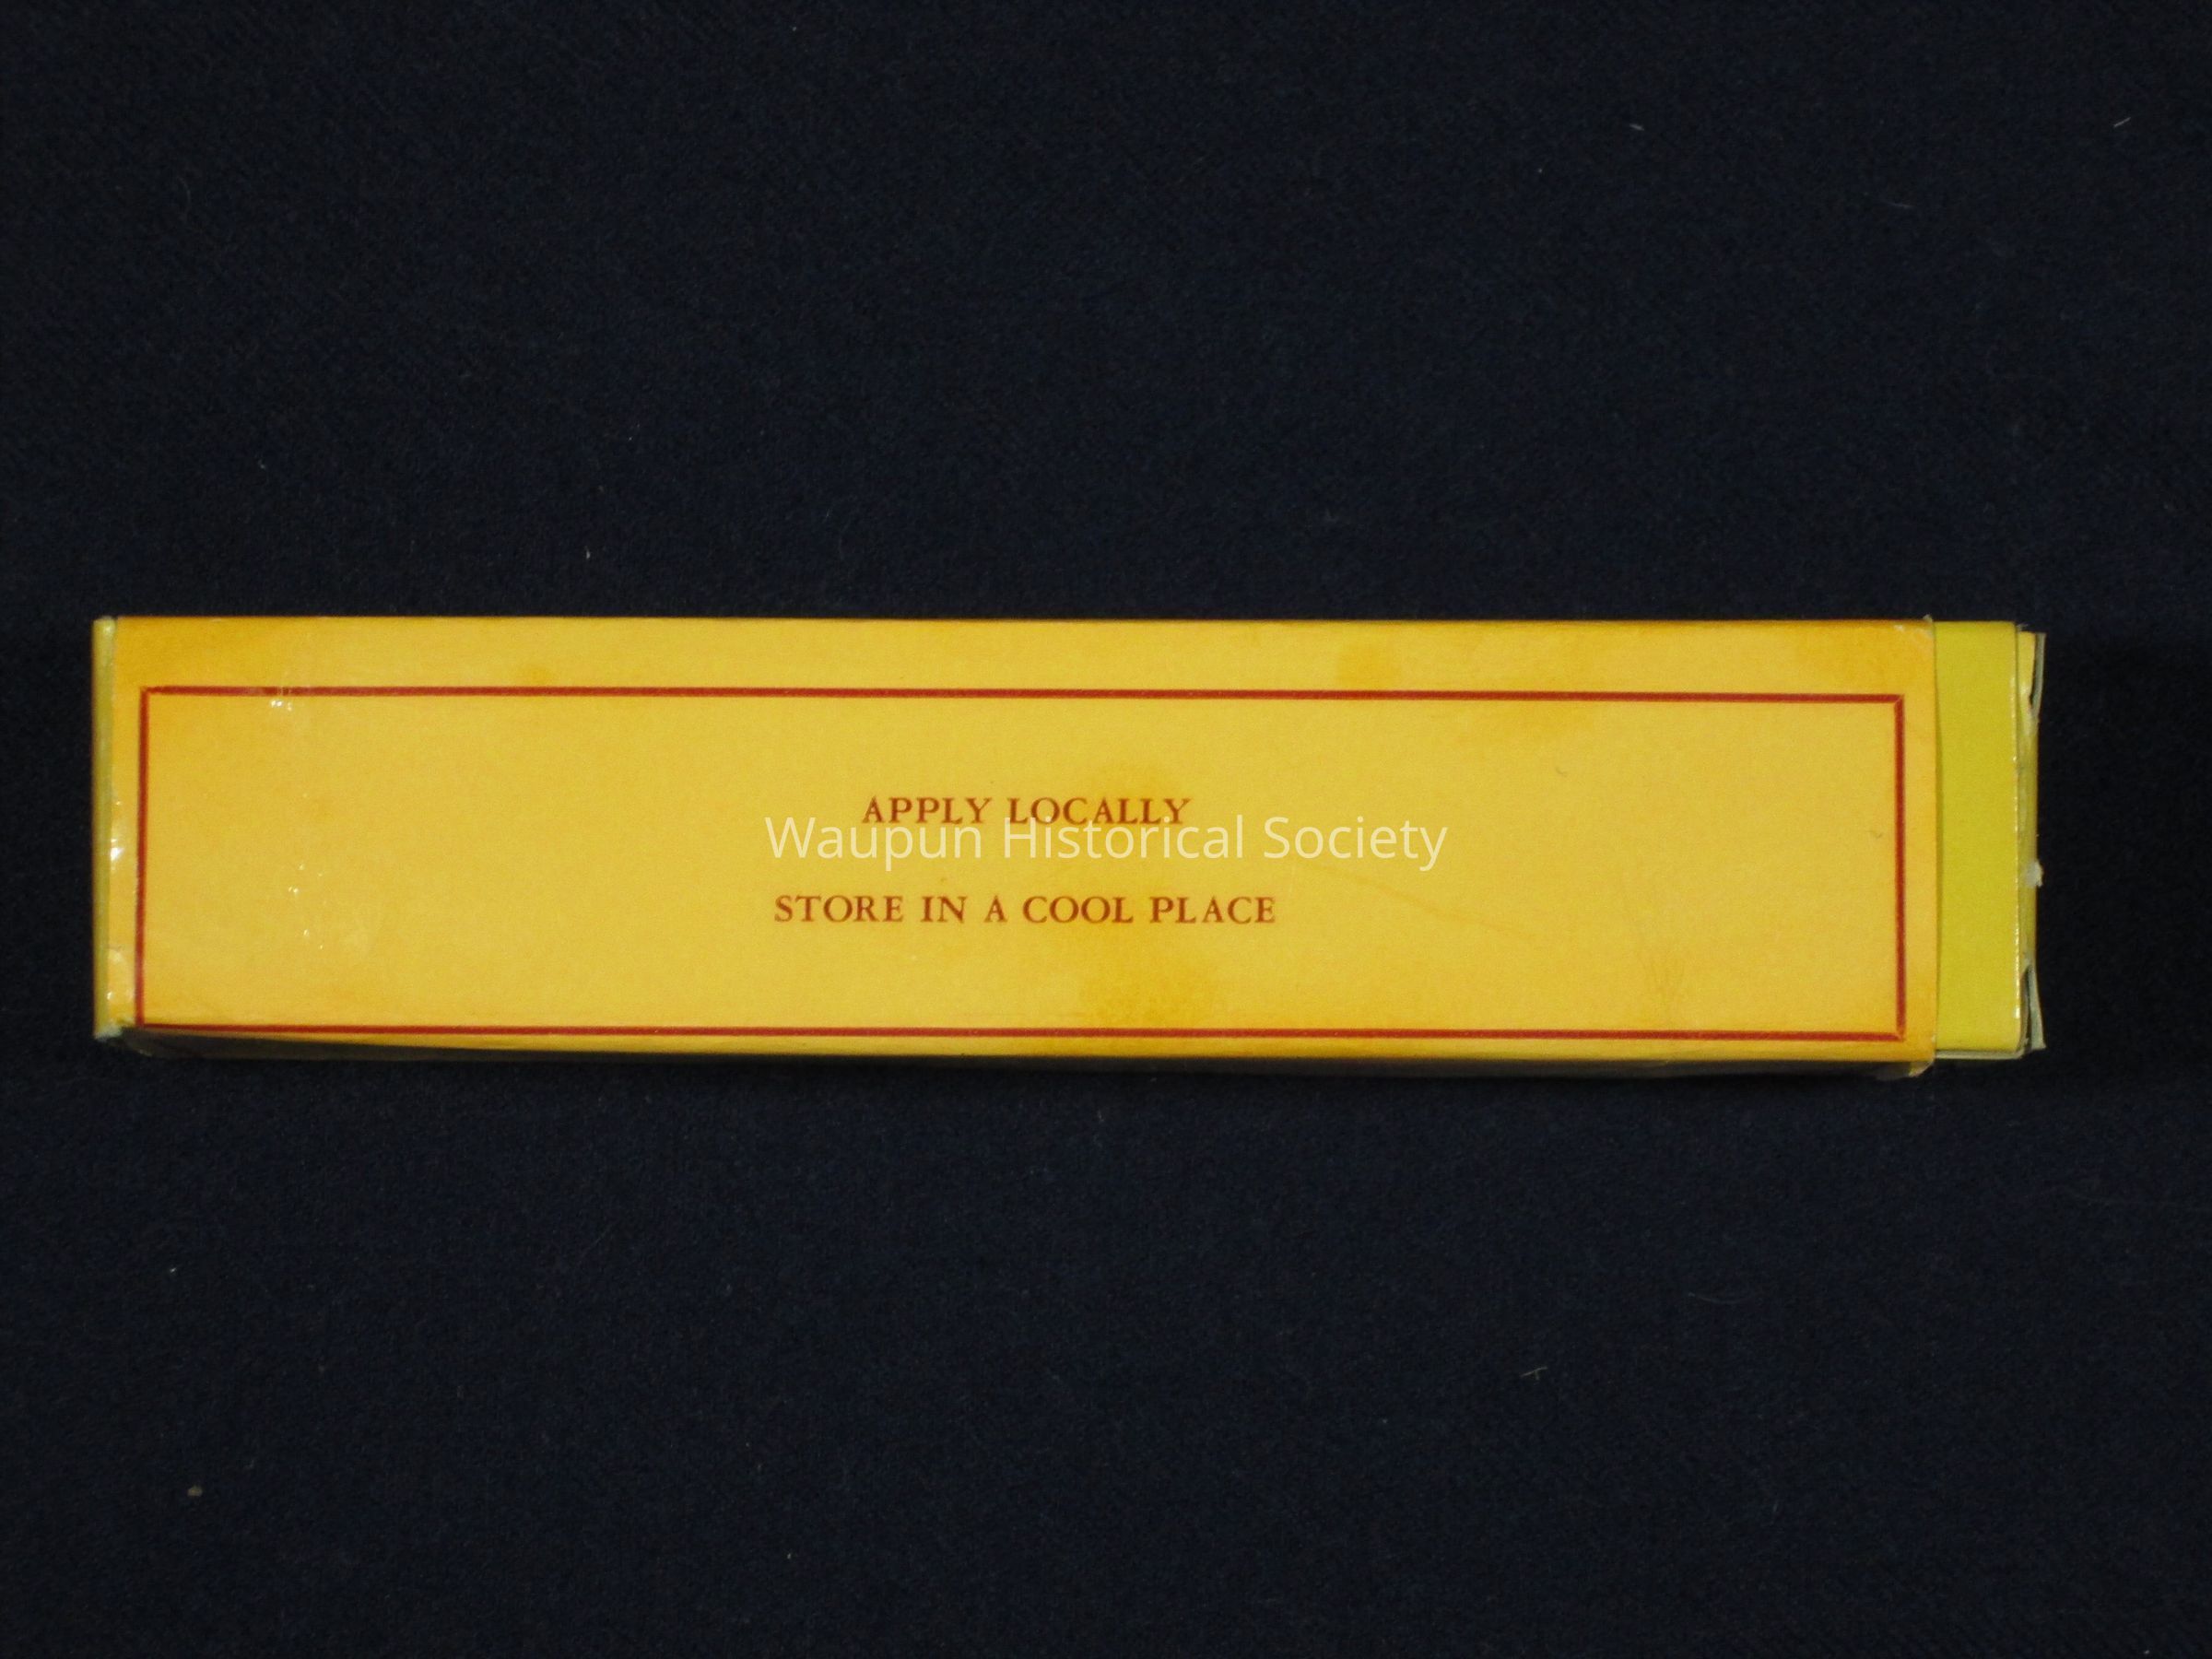 APPLY LOCALLY
Waupun Historical Society
STORE IN A COOL PLACE